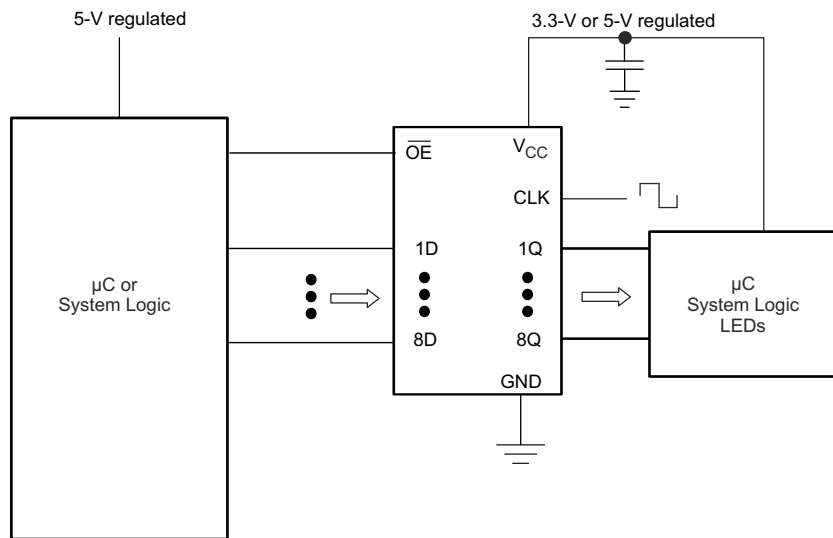 5-V regulated
3.3-V or 5-V regulated
OE
VCC
CLK
1D
1Q
µC or
System Logic
µC
System Logic
LEDs
8D
8Q
GND